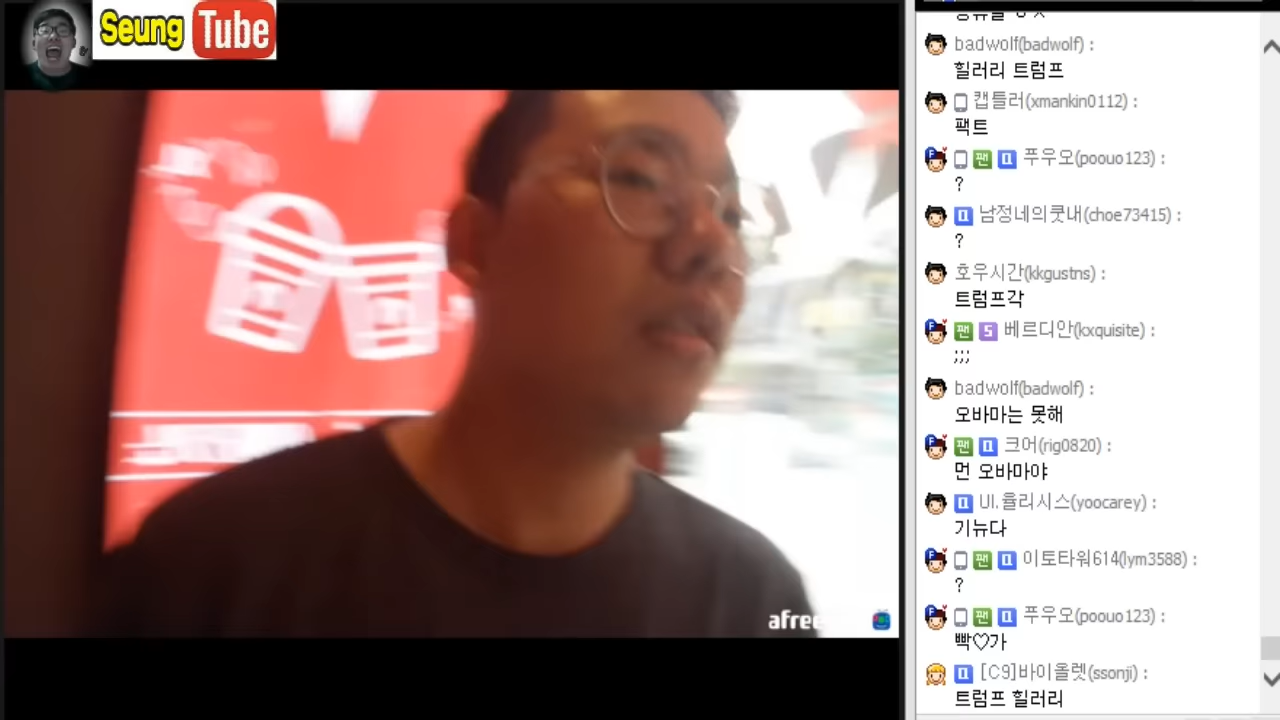 Seung
Tube
badwolf(badwolf) :
힐러리 트럼프
캡틀러(xmankin0112) :
팩트
팬 푸우오(poouo123) :
?
남정네의쿳내(choe73415) :
?
호우시간(kkgustns) :
트럼프각
팬 S 베르디안(kxquisite) :
;;;
badwolf(badwolf) :
오바마는 못해
팬 크어(rig0820) :
먼 오바마야
UI.율리시스(yoocarey) :
기뉴다
팬 이토타워614(lym3588) :
?
팬 푸우오(poouo123) :
빡♡가
[C9]바이올렛(ssonji) :
트럼프 힐러리
afree